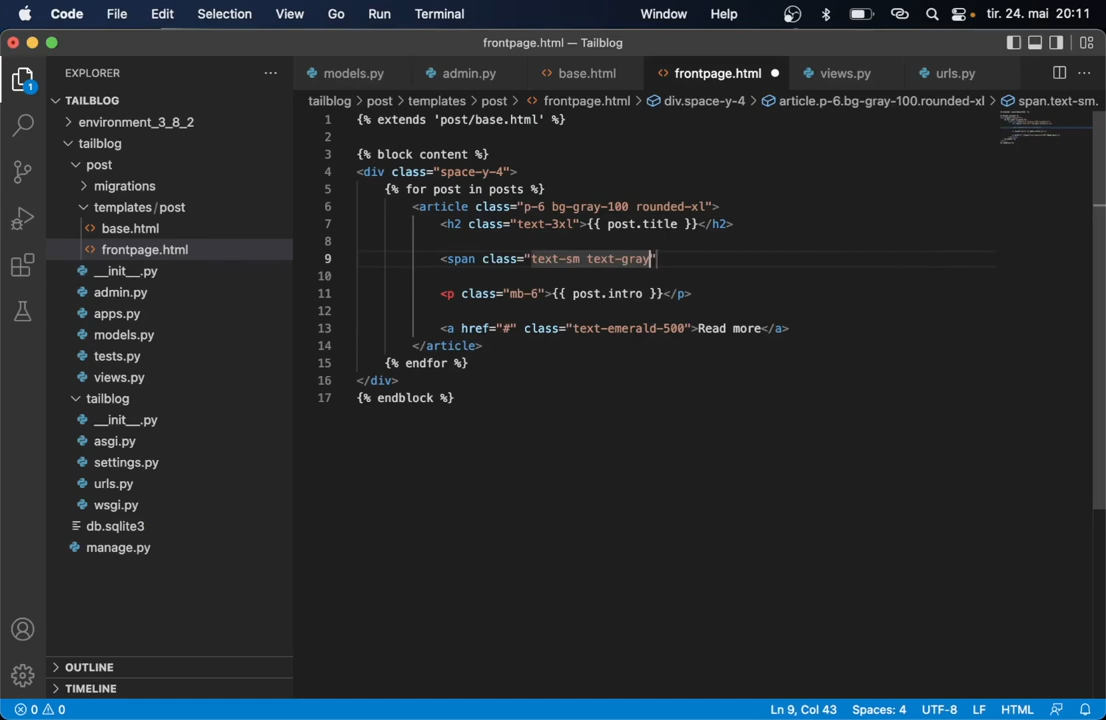 Code File Edit Selection View Go Run Terminal Window Help tir. 24. mai 20:11
frontpage.html — Tailblog
EXPLORER ···
models.py admin.py base.html frontpage.html views.py urls.py ···
tailblog > post > templates > post > frontpage.html > div.space-y-4 > article.p-6.bg-gray-100.rounded-xl > span.text-sm.
1
TAILBLOG
environment_3_8_2
tailblog
post
migrations
templates/post
base.html
frontpage.html
__init__.py
admin.py
apps.py
models.py
tests.py
views.py
tailblog
__init__.py
asgi.py
settings.py
urls.py
wsgi.py
db.sqlite3
manage.py
OUTLINE
TIMELINE
1 {% extends 'post/base.html' %}
2
3 {% block content %}
4 <div class="space-y-4">
5 {% for post in posts %}
6 <article class="p-6 bg-gray-100 rounded-xl">
7 <h2 class="text-3xl">{{ post.title }}</h2>
8
9 <span class="text-sm text-gray"
10
11 <p class="mb-6">{{ post.intro }}</p>
12
13 <a href="#" class="text-emerald-500">Read more</a>
14 </article>
15 {% endfor %}
16 </div>
17 {% endblock %}
0 0 Ln 9, Col 43 Spaces: 4 UTF-8 LF HTML